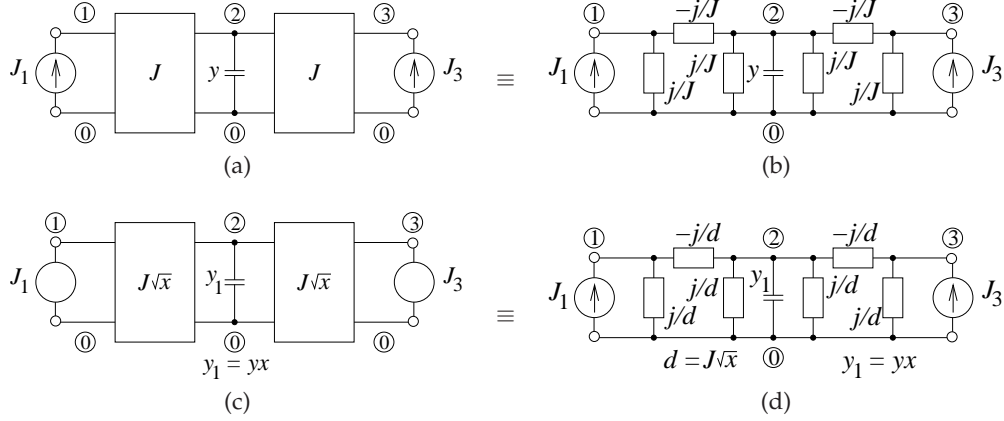 ① ② ③ ① -j/J ② -j/J ③
J₁ J y J J₃ ≡ J₁ j/J j/J y j/J j/J J₃
⓪ ⓪ ⓪ ⓪
(a) (b)
① ② ③ ① -j/d ② -j/d ③
J₁ J√x y₁ J√x J₃ ≡ J₁ j/d j/d y₁ j/d j/d J₃
⓪ ⓪ ⓪ ⓪
y₁ = yx d = J√x y₁ = yx
(c) (d)